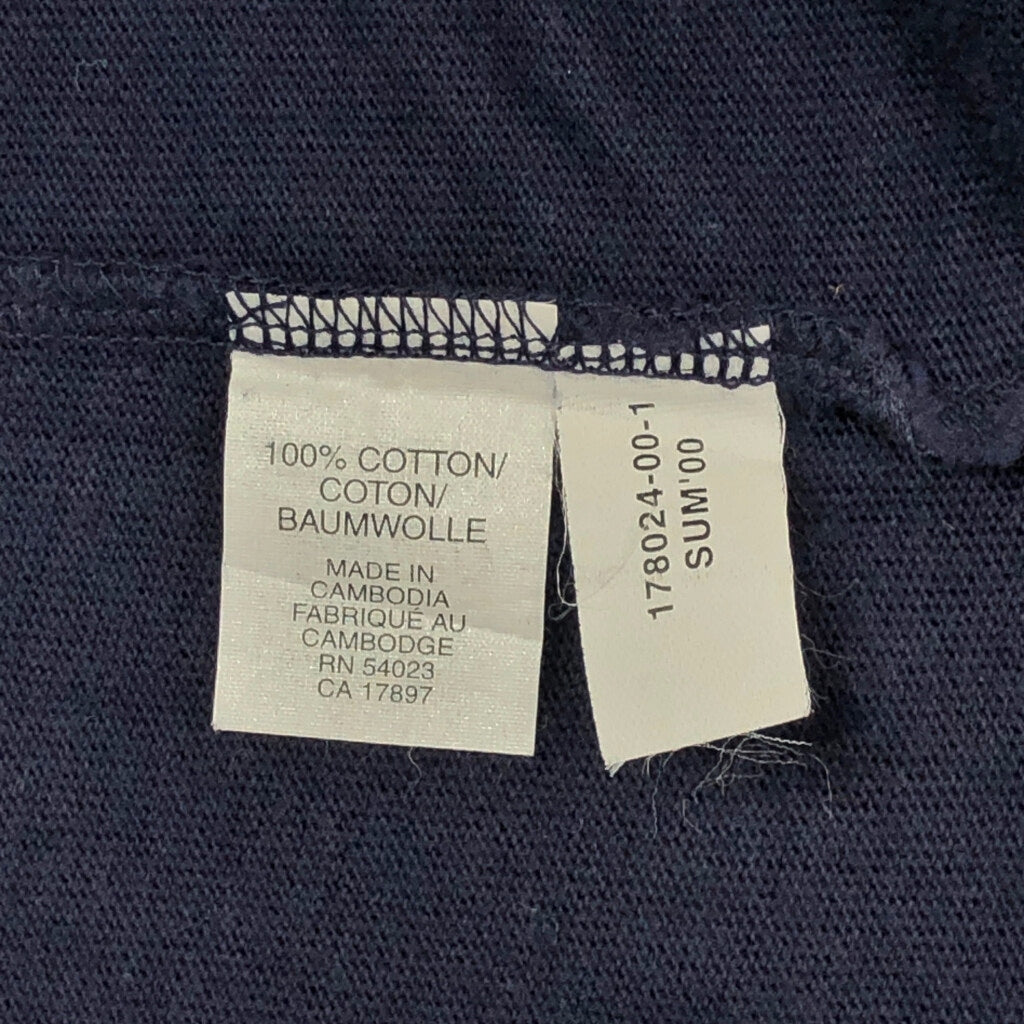 100% COTTON/
COTON/
BAUMWOLLE
MADE IN
CAMBODIA
FABRIQUÉ AU
CAMBODGE
RN 54023
CA 17897
178024-00-1
SUM'00